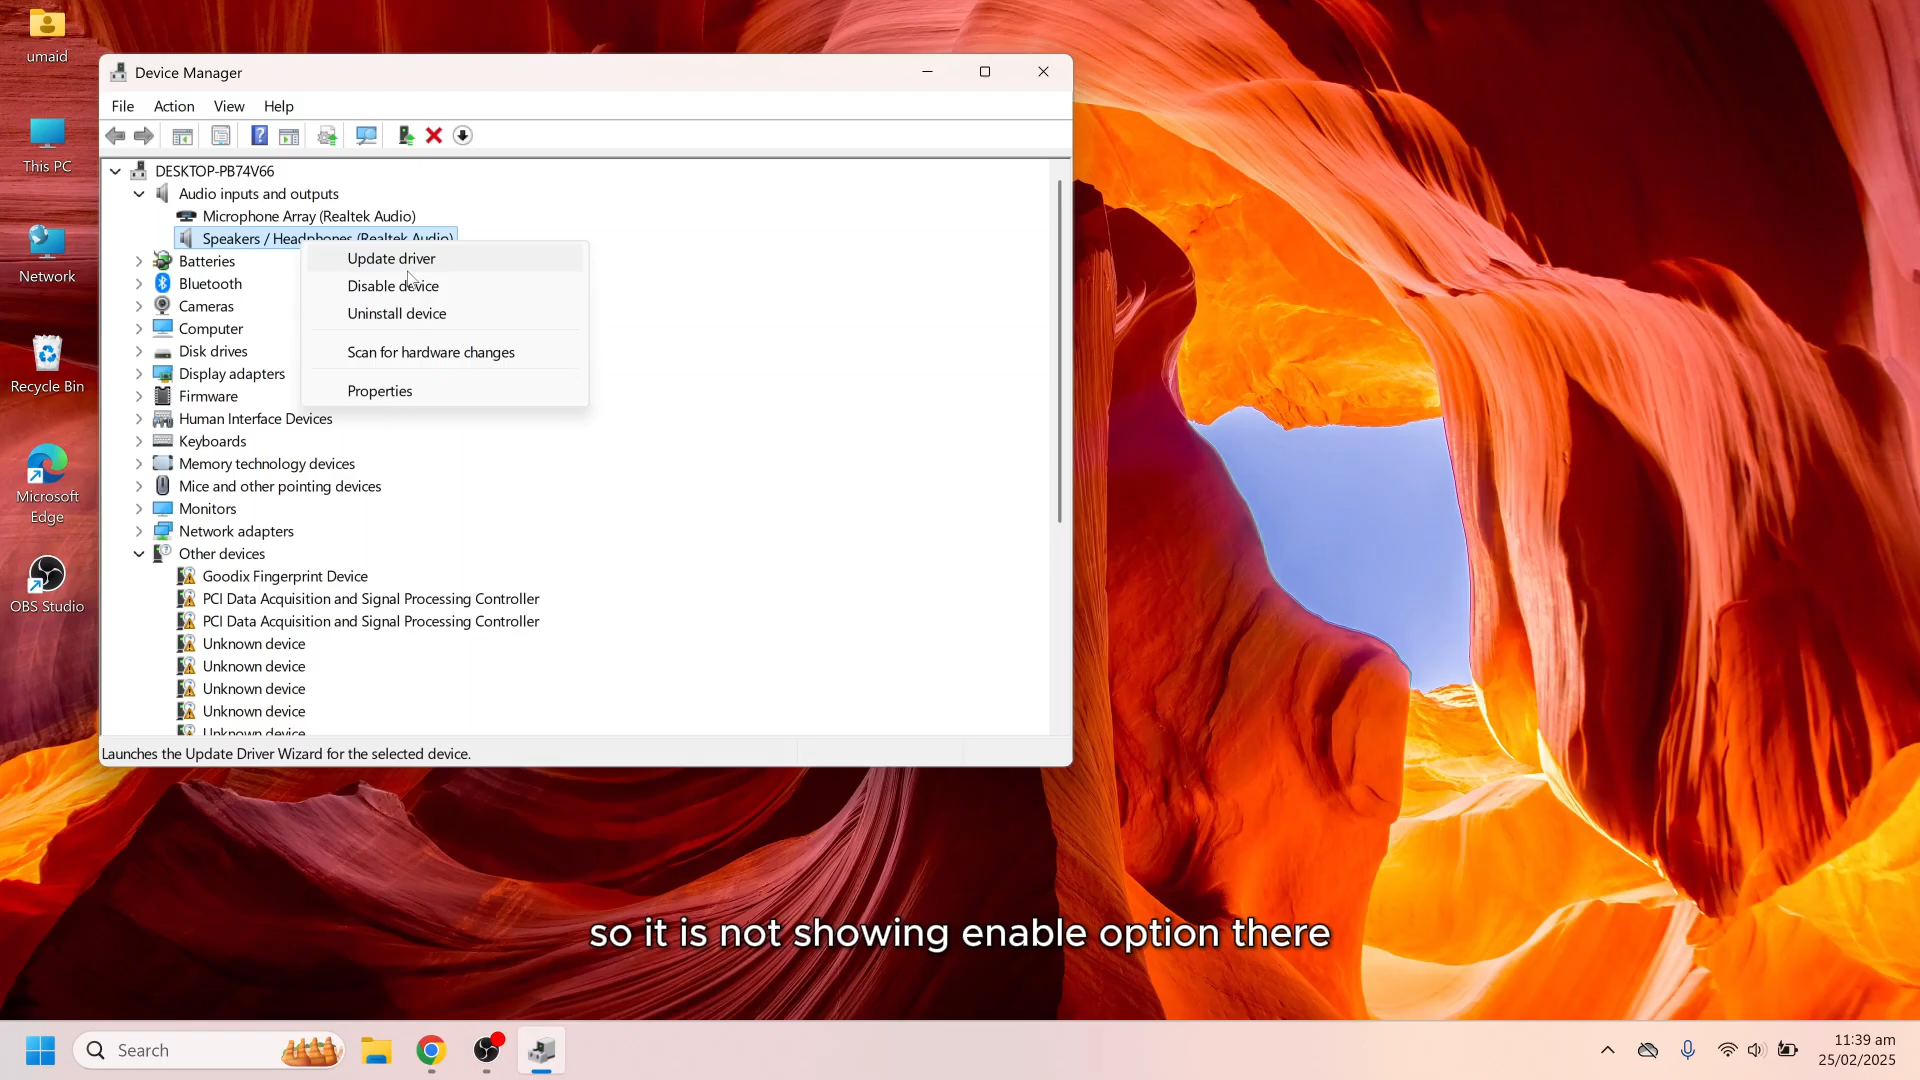 umaid
This PC
Network
Recycle Bin
Microsoft
Edge
OBS Studio
Device Manager
File Action View Help
DESKTOP-PB74V66
Audio inputs and outputs
Microphone Array (Realtek Audio)
Speakers / Headphones (Realtek Audio)
Batteries
Bluetooth
Cameras
Computer
Disk drives
Display adapters
Firmware
Human Interface Devices
Keyboards
Memory technology devices
Mice and other pointing devices
Monitors
Network adapters
Other devices
Goodix Fingerprint Device
PCI Data Acquisition and Signal Processing Controller
PCI Data Acquisition and Signal Processing Controller
Unknown device
Unknown device
Unknown device
Unknown device
Unknown device
Update driver
Disable device
Uninstall device
Scan for hardware changes
Properties
Launches the Update Driver Wizard for the selected device.
so it is not showing enable option there
Search
11:39 am
25/02/2025